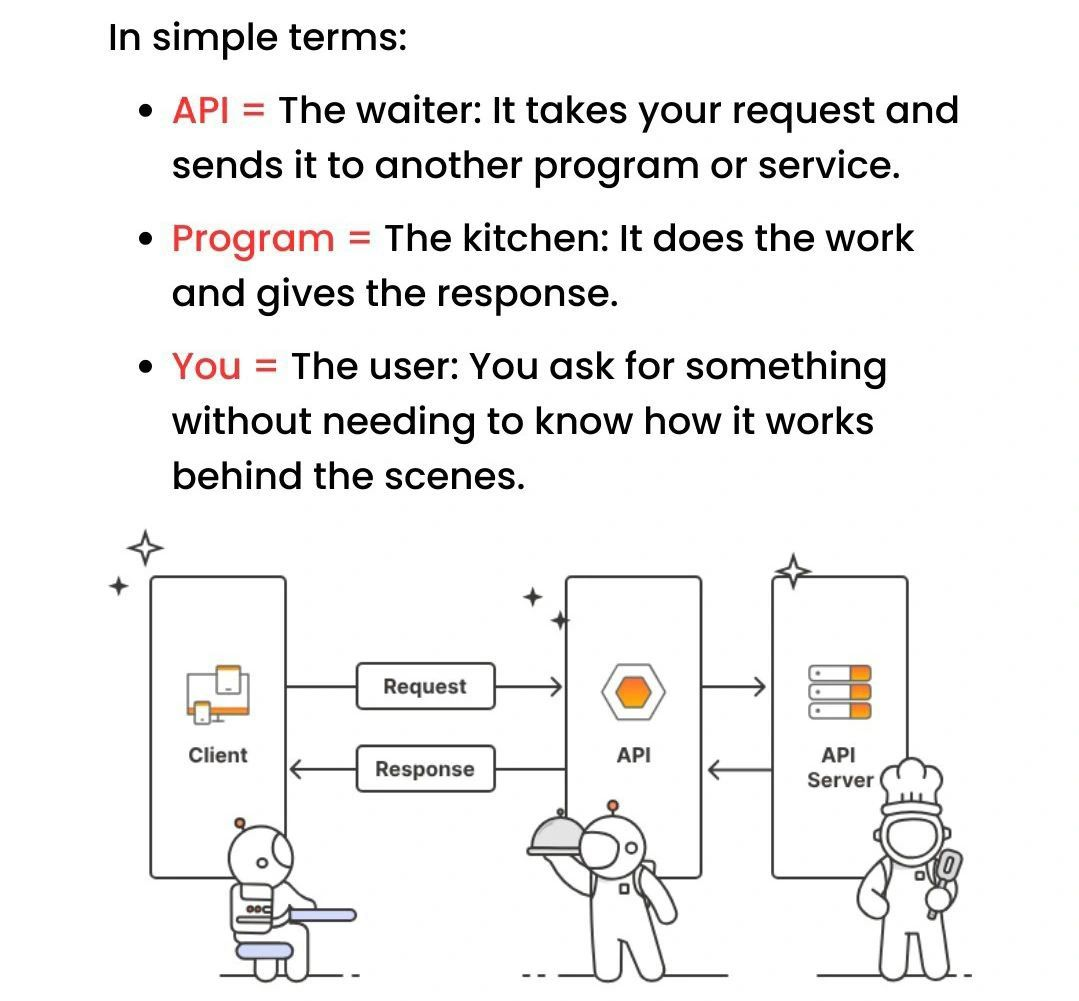 In simple terms:
• API = The waiter: It takes your request and
sends it to another program or service.
• Program = The kitchen: It does the work
and gives the response.
• You = The user: You ask for something
without needing to know how it works
behind the scenes.
Request
Client
API
Response
API
Server